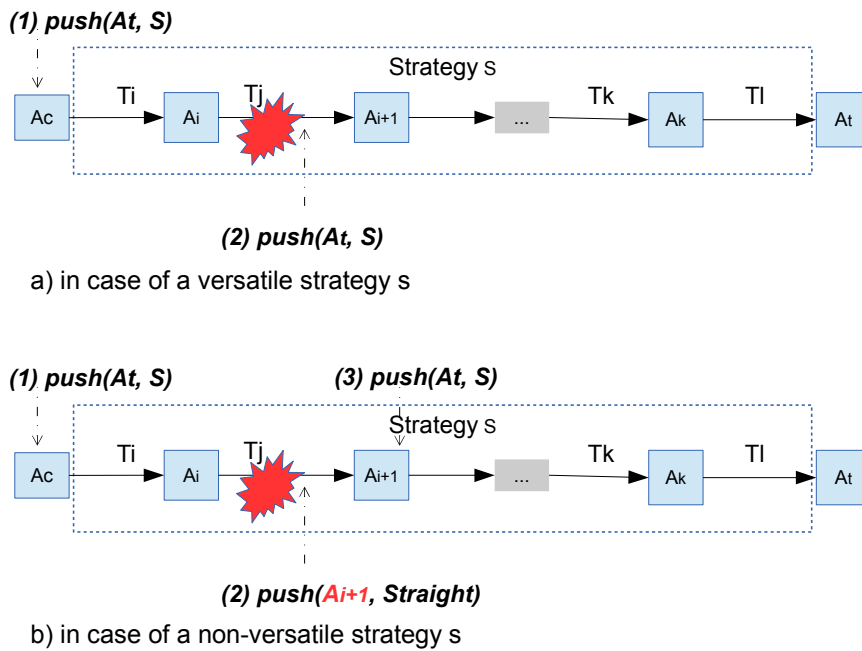 (1) push(At, S)
Strategy S
Ti Tj Tk Tl
Ac Ai Ai+1 ... Ak At
(2) push(At, S)
a) in case of a versatile strategy s
(1) push(At, S) (3) push(At, S)
Strategy S
Ti Tj Tk Tl
Ac Ai Ai+1 ... Ak At
(2) push(Ai+1, Straight)
b) in case of a non-versatile strategy s